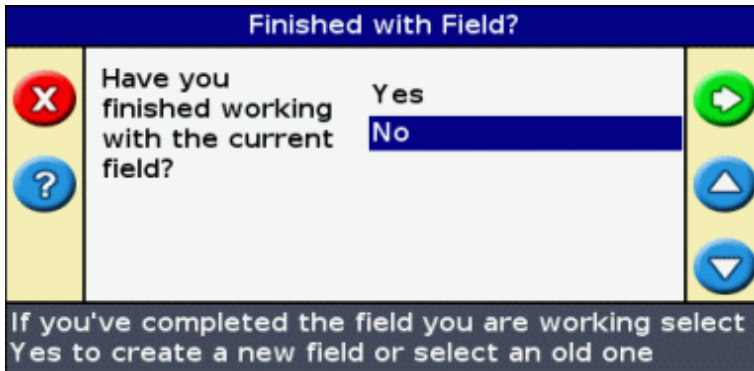 Finished with Field?
Have you
finished working
with the current
field?
Yes
No
If you've completed the field you are working select
Yes to create a new field or select an old one